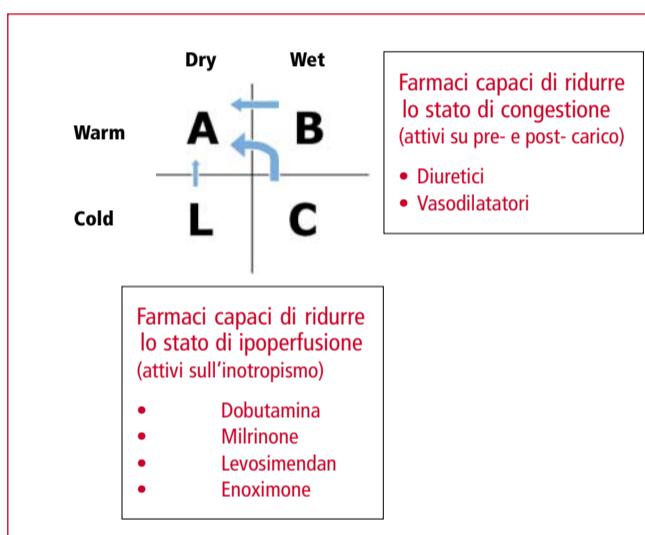 Dry Wet
Warm A B
Cold L C
Farmaci capaci di ridurre
lo stato di congestione
(attivi su pre- e post- carico)
• Diuretici
• Vasodilatatori
Farmaci capaci di ridurre
lo stato di ipoperfusione
(attivi sull'inotropismo)
• Dobutamina
• Milrinone
• Levosimendan
• Enoximone